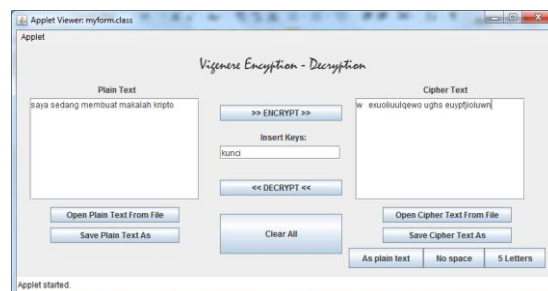 Applet Viewer: myform.class
Applet
Vigenere Encyption - Decryption
Plain Text
saya sedang membuat makalah kripto
Open Plain Text From File
Save Plain Text As
>> ENCRYPT >>
Insert Keys:
kunci
<< DECRYPT <<
Clear All
Cipher Text
w exuoliuulqewo ughs euypfjioluwn
Open Cipher Text From File
Save Cipher Text As
As plain text No space 5 Letters
Applet started.